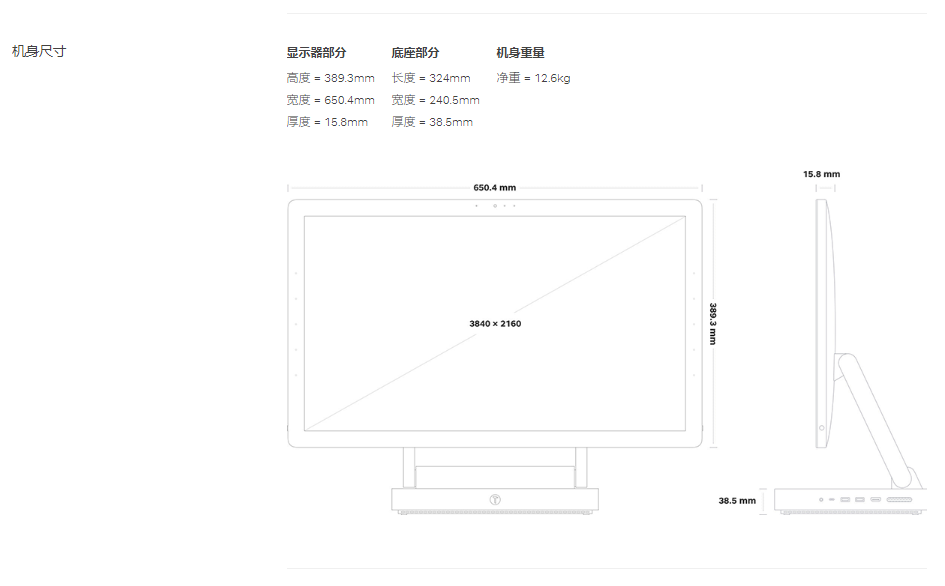 机身尺寸
显示器部分 底座部分 机身重量
高度 = 389.3mm 长度 = 324mm 净重 = 12.6kg
宽度 = 650.4mm 宽度 = 240.5mm
厚度 = 15.8mm 厚度 = 38.5mm
15.8 mm
650.4 mm
389.3 mm
3840 × 2160
38.5 mm